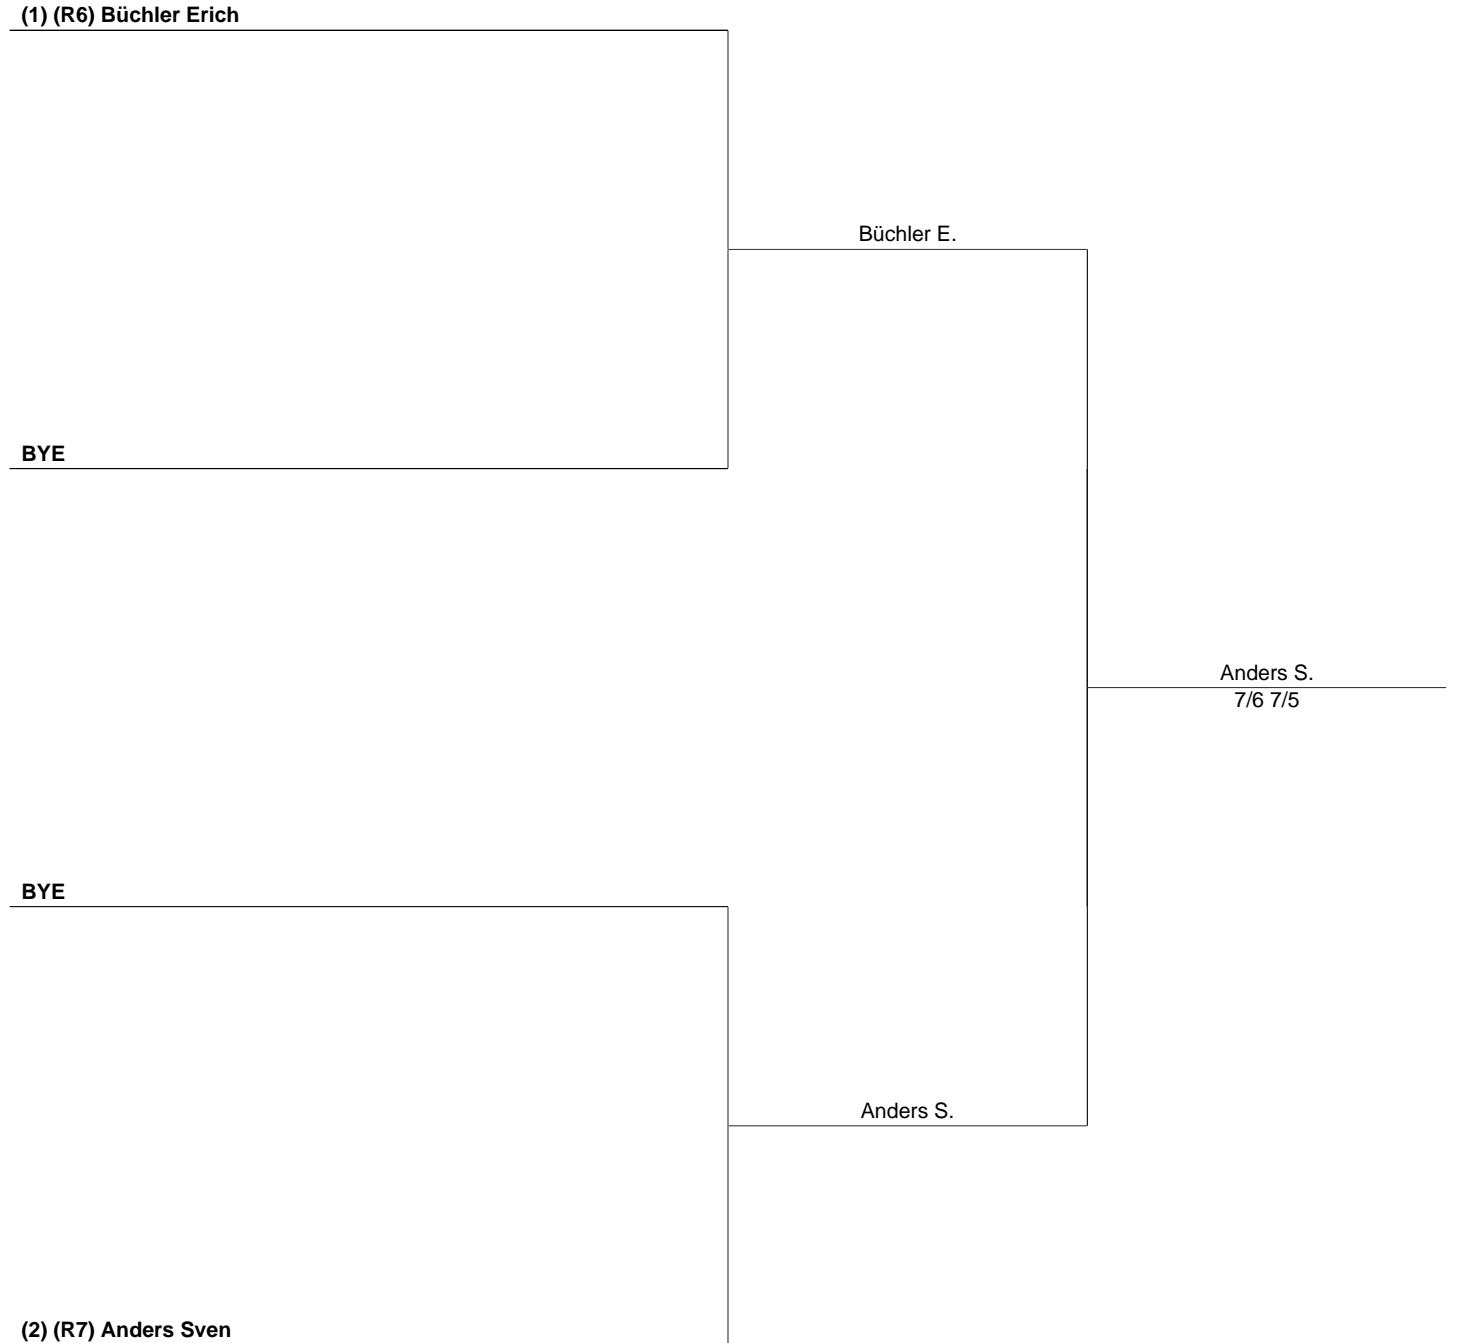 (1) (R6) Büchler Erich
Büchler E.
BYE
Anders S.
7/6 7/5
BYE
Anders S.
(2) (R7) Anders Sven